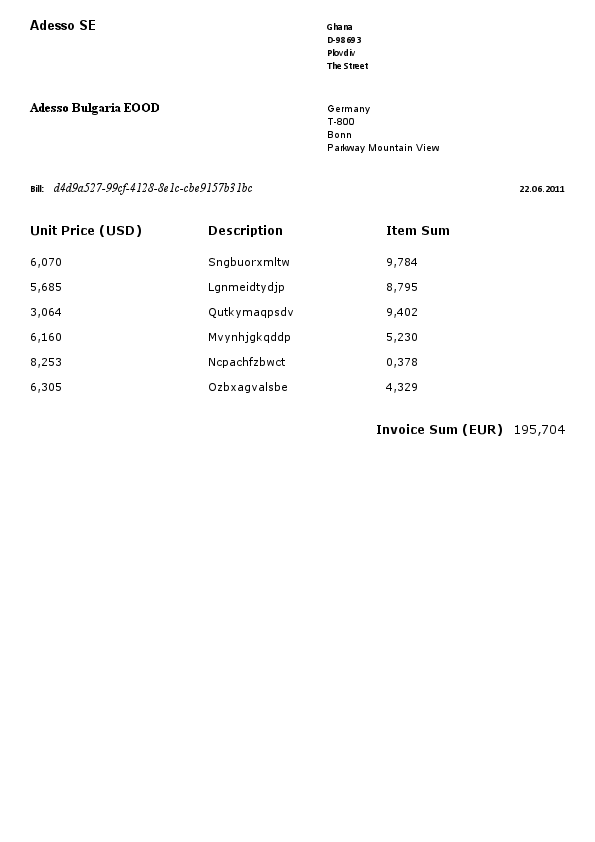 Adesso SE
Ghana
D-98693
Plovdiv
The Street
Adesso Bulgaria EOOD
Germany
T-800
Bonn
Parkway Mountain View
Bill: d4d9a527-99cf-4128-8e1c-cbe9157b31bc 22.06.2011
Unit Price (USD) Description Item Sum
6,070 Sngbuorxmltw 9,784
5,685 Lgnmeidtydjp 8,795
3,064 Qutkymaqpsdv 9,402
6,160 Mvynhjgkqddp 5,230
8,253 Ncpachfzbwct 0,378
6,305 Ozbxagvalsbe 4,329
Invoice Sum (EUR) 195,704